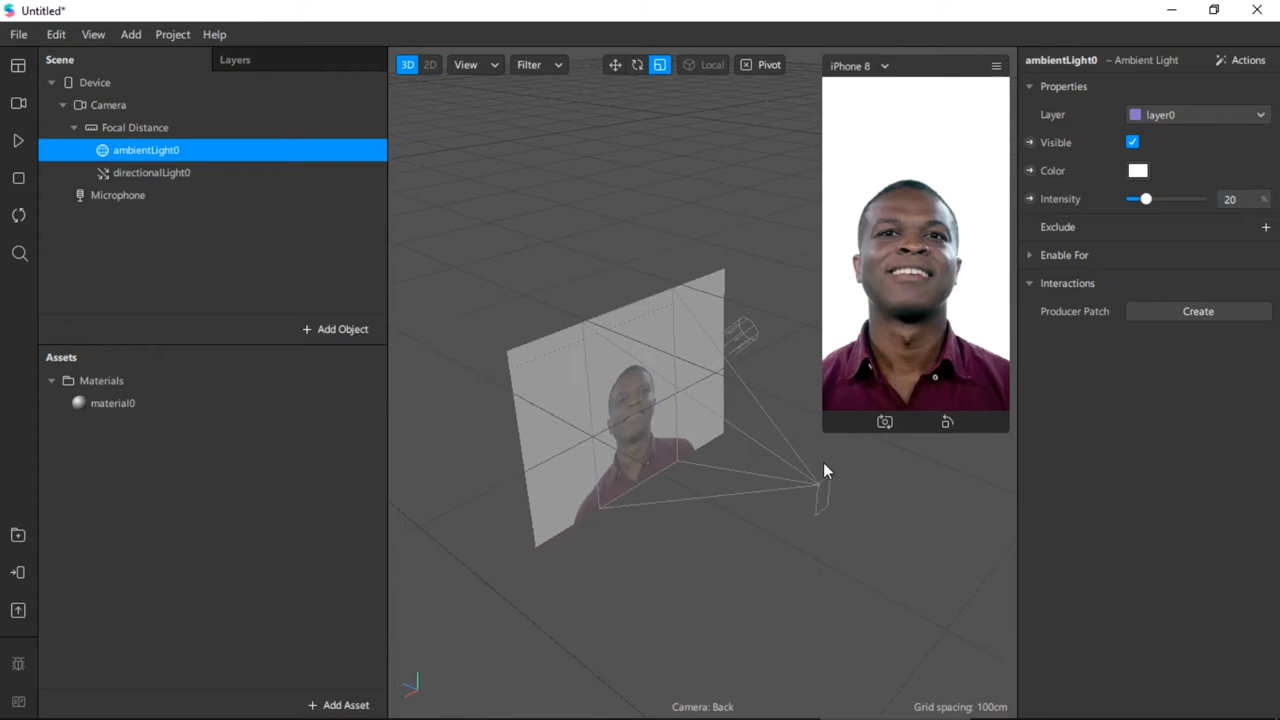 Untitled*
File Edit View Add Project Help
Scene Layers
Device
Camera
Focal Distance
ambientLight0
directionalLight0
Microphone
+ Add Object
Assets
Materials
material0
+ Add Asset
3D 2D View Filter Local Pivot
iPhone 8
Camera: Back Grid spacing: 100cm
ambientLight0 – Ambient Light Actions
Properties
Layer layer0
Visible
Color
Intensity 20 %
Exclude +
Enable For
Interactions
Producer Patch Create